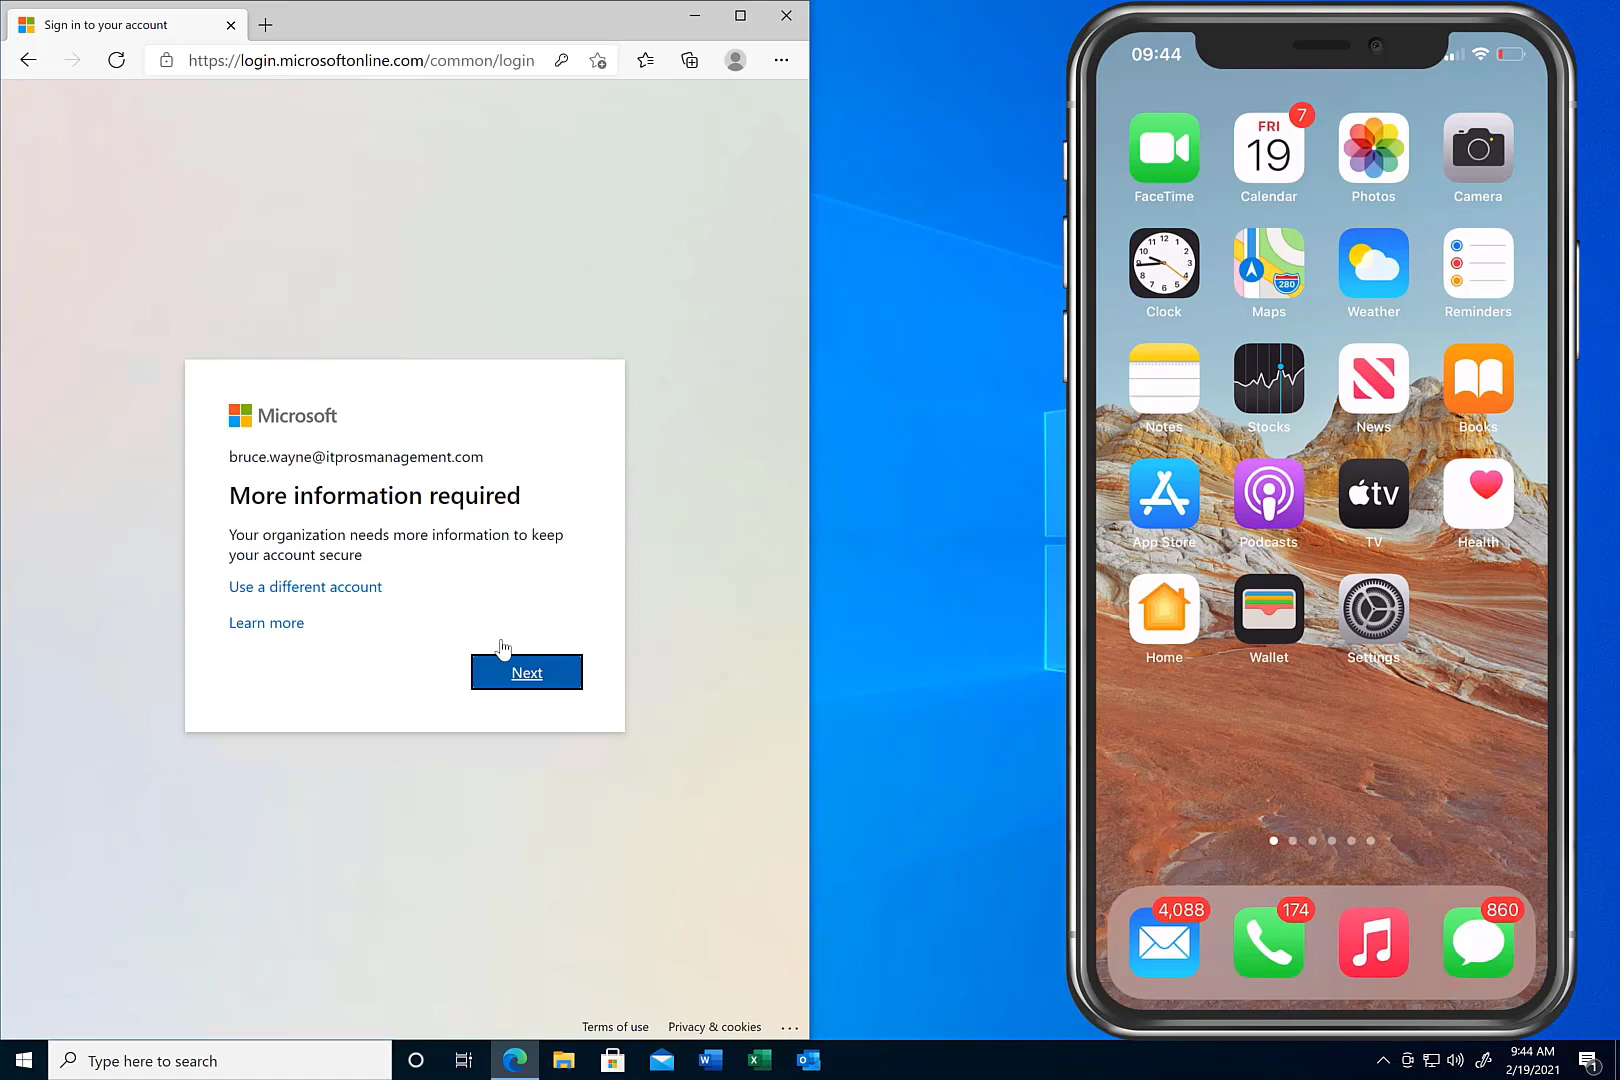 Sign in to your account
https://login.microsoftonline.com/common/login
Microsoft
bruce.wayne@itprosmanagement.com
More information required
Your organization needs more information to keep
your account secure
Use a different account
Learn more
Next
Terms of use Privacy & cookies ...
Type here to search
9:44 AM
2/19/2021
1
09:44
7
FRI
19
FaceTime Calendar Photos Camera
280
Clock Maps Weather Reminders
Notes Stocks News Books
tv
App Store Podcasts TV Health
Home Wallet Settings
4,088 174 860